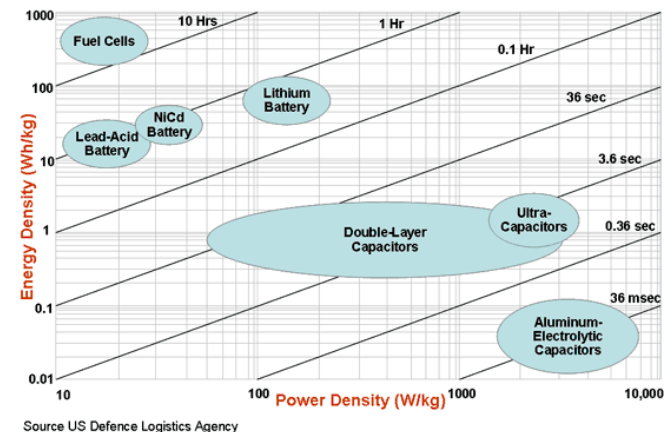 1000
10 Hrs
1 Hr
Fuel Cells
0.1 Hr
100
Lithium
Battery
36 sec
NiCd
Battery
Lead-Acid
Battery
10
3.6 sec
Energy Density (Wh/kg)
Ultra-
Capacitors
1
Double-Layer
Capacitors
0.36 sec
0.1
36 msec
Aluminum-
Electrolytic
Capacitors
0.01
10
100
Power Density (W/kg)
1000
10,000
Source US Defence Logistics Agency